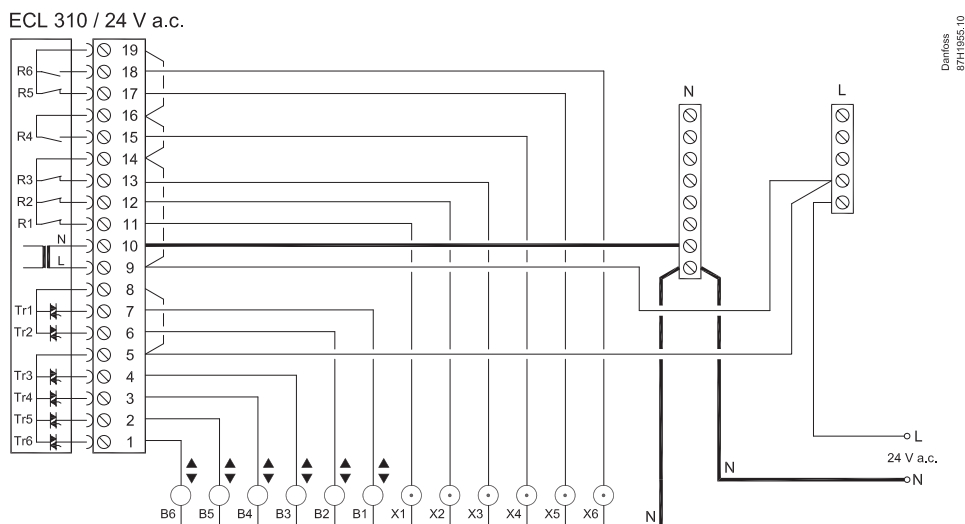 ECL 310 / 24 V a.c.
Danfoss
87H1955.10
19
R6 18
R5 17
16
R4 15
14
R3 13
R2 12
R1 11
N 10
L 9
8
Tr1 7
Tr2 6
5
Tr3 4
Tr4 3
Tr5 2
Tr6 1
N
L
L
24 V a.c.
N
N
B6 B5 B4 B3 B2 B1 X1 X2 X3 X4 X5 X6 N